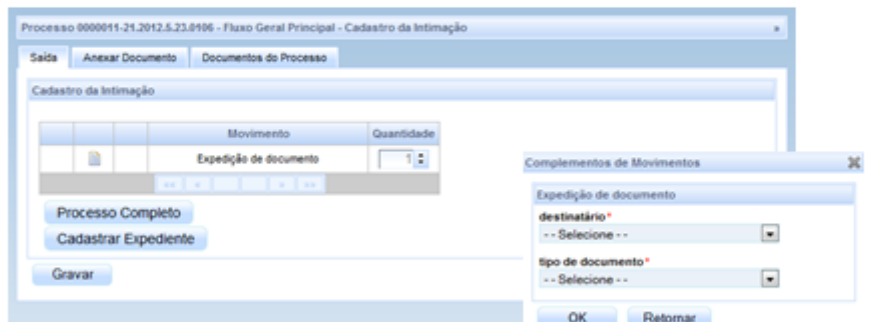 Processo 0000011-21.2012.5.23.0106 - Fluxo Geral Principal - Cadastro da Intimação
Saída Anexar Documento Documentos do Processo
Cadastro da Intimação
Movimento Quantidade
Expedição de documento 1
Processo Completo
Cadastrar Expediente
Gravar
Complementos de Movimentos
Expedição de documento
destinatário*
-- Selecione --
tipo de documento*
-- Selecione --
OK Retornar